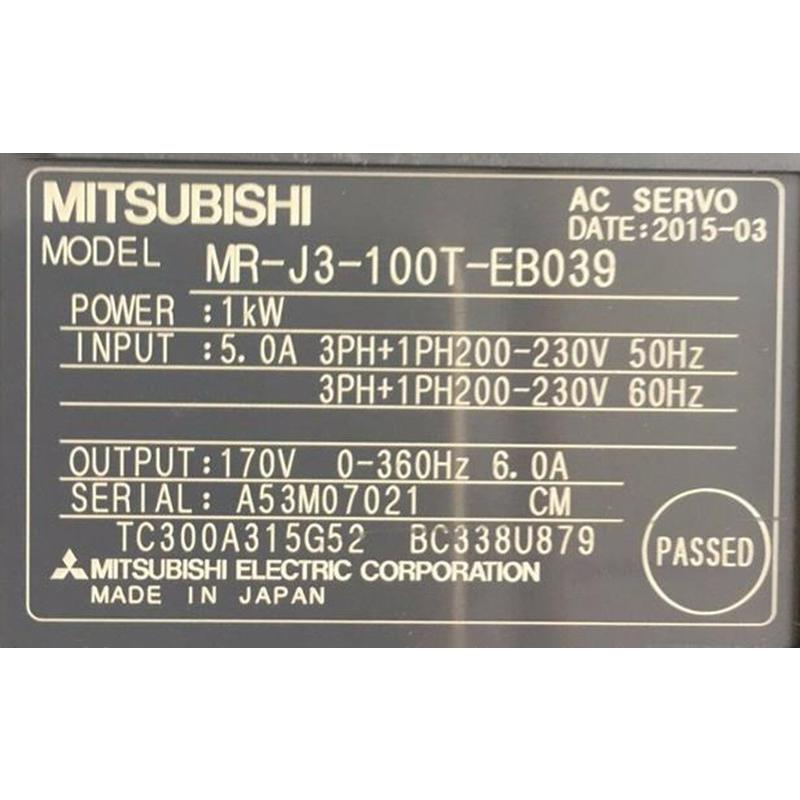 MITSUBISHI
AC SERVO
DATE:2015-03
MODEL MR-J3-100T-EB039
POWER :1kW
INPUT :5.0A 3PH+1PH200-230V 50Hz
3PH+1PH200-230V 60Hz
OUTPUT:170V 0-360Hz 6.0A
SERIAL: A53M07021 CM
TC300A315G52 BC338U879
PASSED
MITSUBISHI ELECTRIC CORPORATION
MADE IN JAPAN